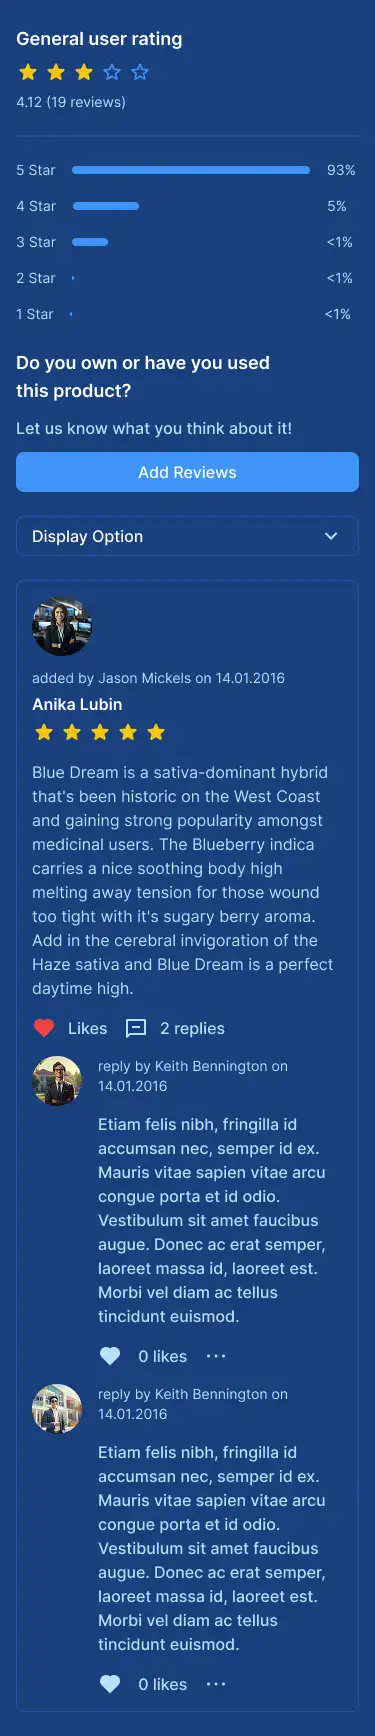 General user rating
4.12 (19 reviews)
5 Star 93%
4 Star 5%
3 Star <1%
2 Star <1%
1 Star <1%
Do you own or have you used
this product?
Let us know what you think about it!
Add Reviews
Display Option
added by Jason Mickels on 14.01.2016
Anika Lubin
Blue Dream is a sativa-dominant hybrid
that's been historic on the West Coast
and gaining strong popularity amongst
medicinal users. The Blueberry indica
carries a nice soothing body high
melting away tension for those wound
too tight with it's sugary berry aroma.
Add in the cerebral invigoration of the
Haze sativa and Blue Dream is a perfect
daytime high.
Likes 2 replies
reply by Keith Bennington on
14.01.2016
Etiam felis nibh, fringilla id
accumsan nec, semper id ex.
Mauris vitae sapien vitae arcu
congue porta et id odio.
Vestibulum sit amet faucibus
augue. Donec ac erat semper,
laoreet massa id, laoreet est.
Morbi vel diam ac tellus
tincidunt euismod.
0 likes ...
reply by Keith Bennington on
14.01.2016
Etiam felis nibh, fringilla id
accumsan nec, semper id ex.
Mauris vitae sapien vitae arcu
congue porta et id odio.
Vestibulum sit amet faucibus
augue. Donec ac erat semper,
laoreet massa id, laoreet est.
Morbi vel diam ac tellus
tincidunt euismod.
0 likes ...